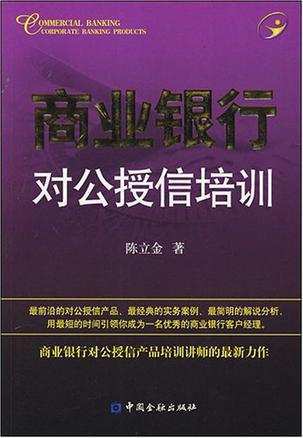 COMMERCIAL BANKING
CORPORATE BANKING PRODUCTS
商业银行
对公授信培训
陈立金 著
最前沿的对公授信产品、最经典的实务案例、最简明的解说分析，
用最短的时间引领你成为一名优秀的商业银行客户经理。
商业银行对公授信产品培训讲师的最新力作
中国金融出版社